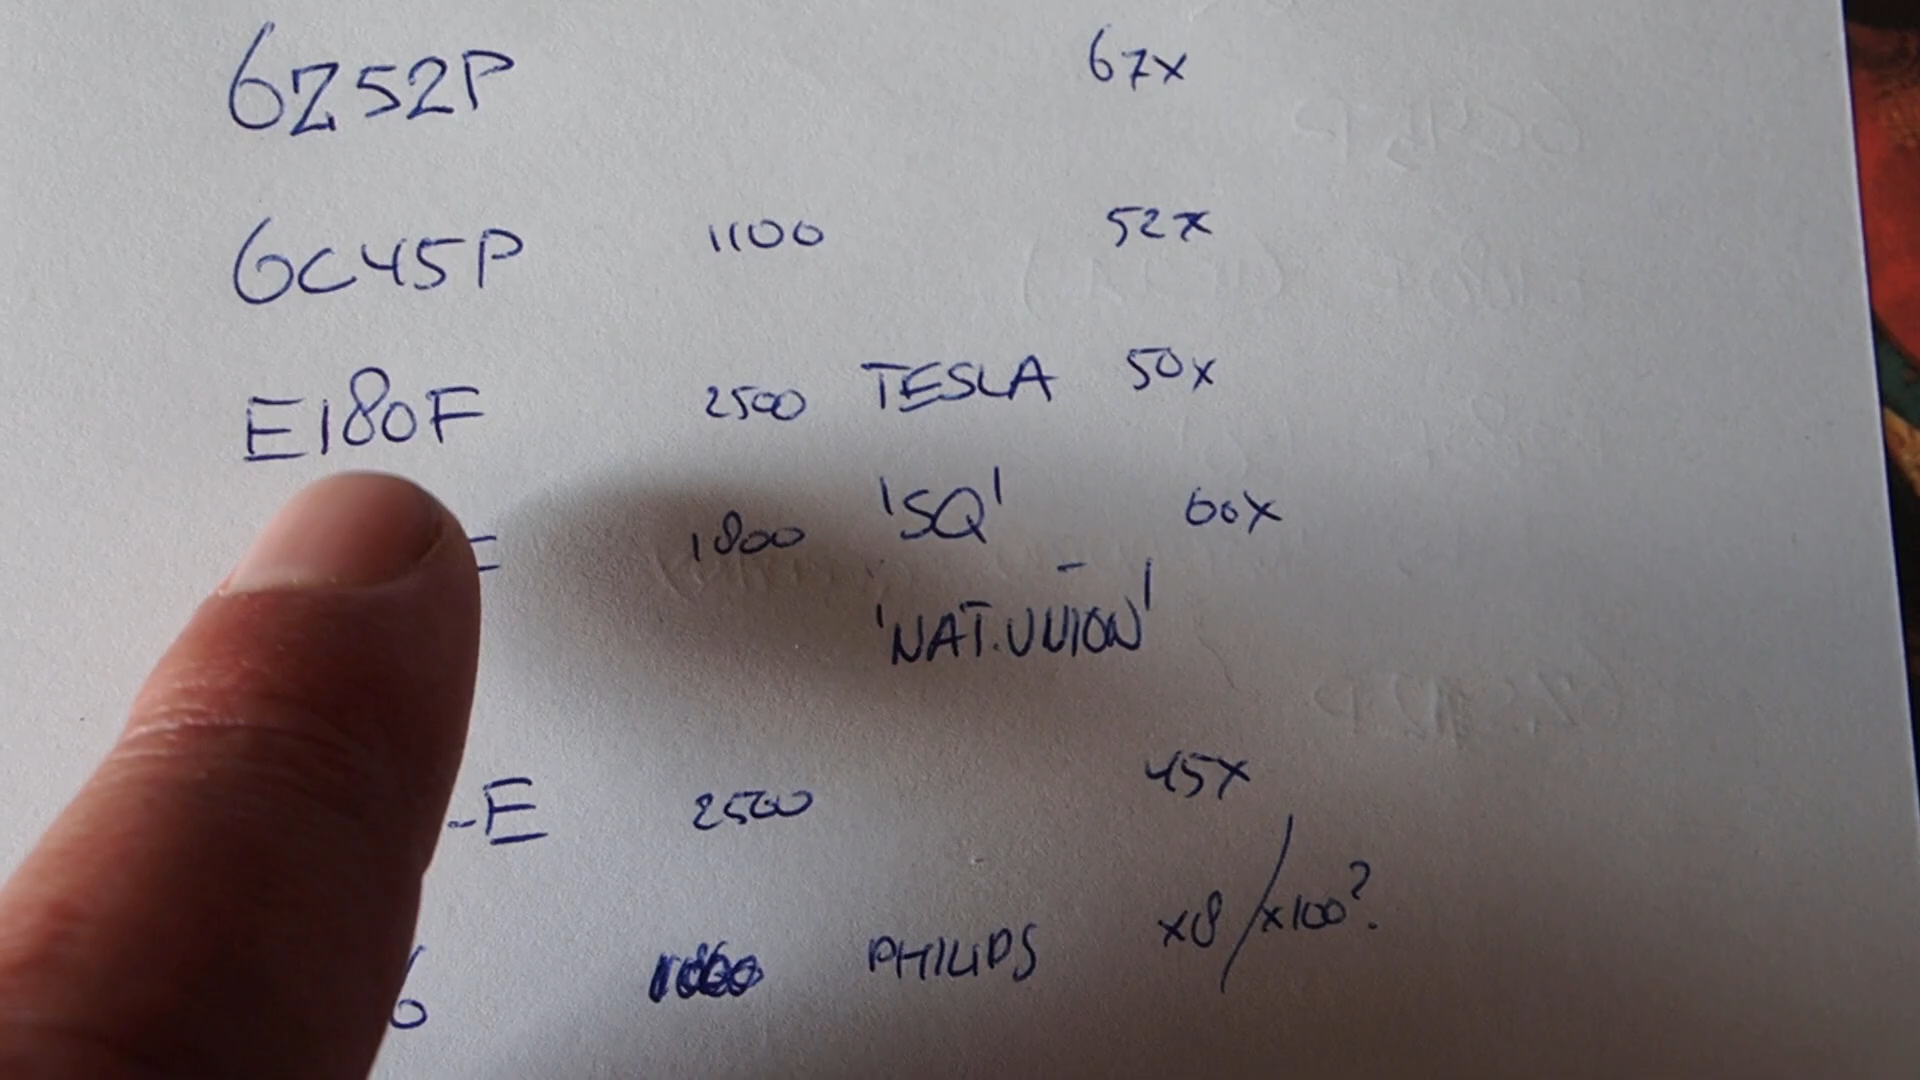 6Z52P 67x
6C45P 1100 52x
E180F 2500 TESLA 50x
E 1800 'SQ' 60x
'NAT.UNION'
-E 2500 45x
6 PHILIPS x8/x100?